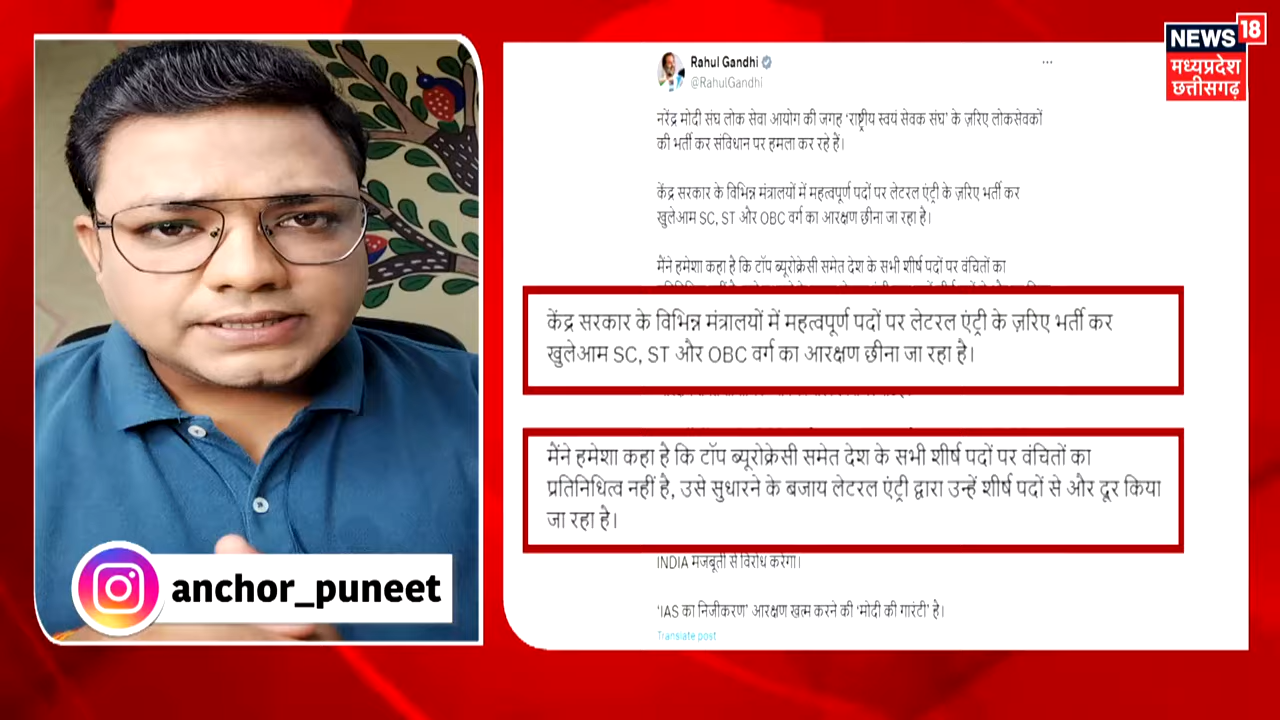 NEWS 18
मध्यप्रदेश
छत्तीसगढ़
Rahul Gandhi
@RahulGandhi
नरेंद्र मोदी संघ लोक सेवा आयोग की जगह 'राष्ट्रीय स्वयं सेवक संघ' के ज़रिए लोकसेवकों
की भर्ती कर संविधान पर हमला कर रहे हैं।
केंद्र सरकार के विभिन्न मंत्रालयों में महत्वपूर्ण पदों पर लेटरल एंट्री के ज़रिए भर्ती कर
खुलेआम SC, ST और OBC वर्ग का आरक्षण छीना जा रहा है।
मैंने हमेशा कहा है कि टॉप ब्यूरोक्रेसी समेत देश के सभी शीर्ष पदों पर वंचितों का
केंद्र सरकार के विभिन्न मंत्रालयों में महत्वपूर्ण पदों पर लेटरल एंट्री के ज़रिए भर्ती कर
खुलेआम SC, ST और OBC वर्ग का आरक्षण छीना जा रहा है।
मैंने हमेशा कहा है कि टॉप ब्यूरोक्रेसी समेत देश के सभी शीर्ष पदों पर वंचितों का
प्रतिनिधित्व नहीं है, उसे सुधारने के बजाय लेटरल एंट्री द्वारा उन्हें शीर्ष पदों से और दूर किया
जा रहा है।
INDIA मजबूती से विरोध करेगा।
'IAS का निजीकरण' आरक्षण खत्म करने की 'मोदी की गारंटी' है।
Translate post
anchor_puneet